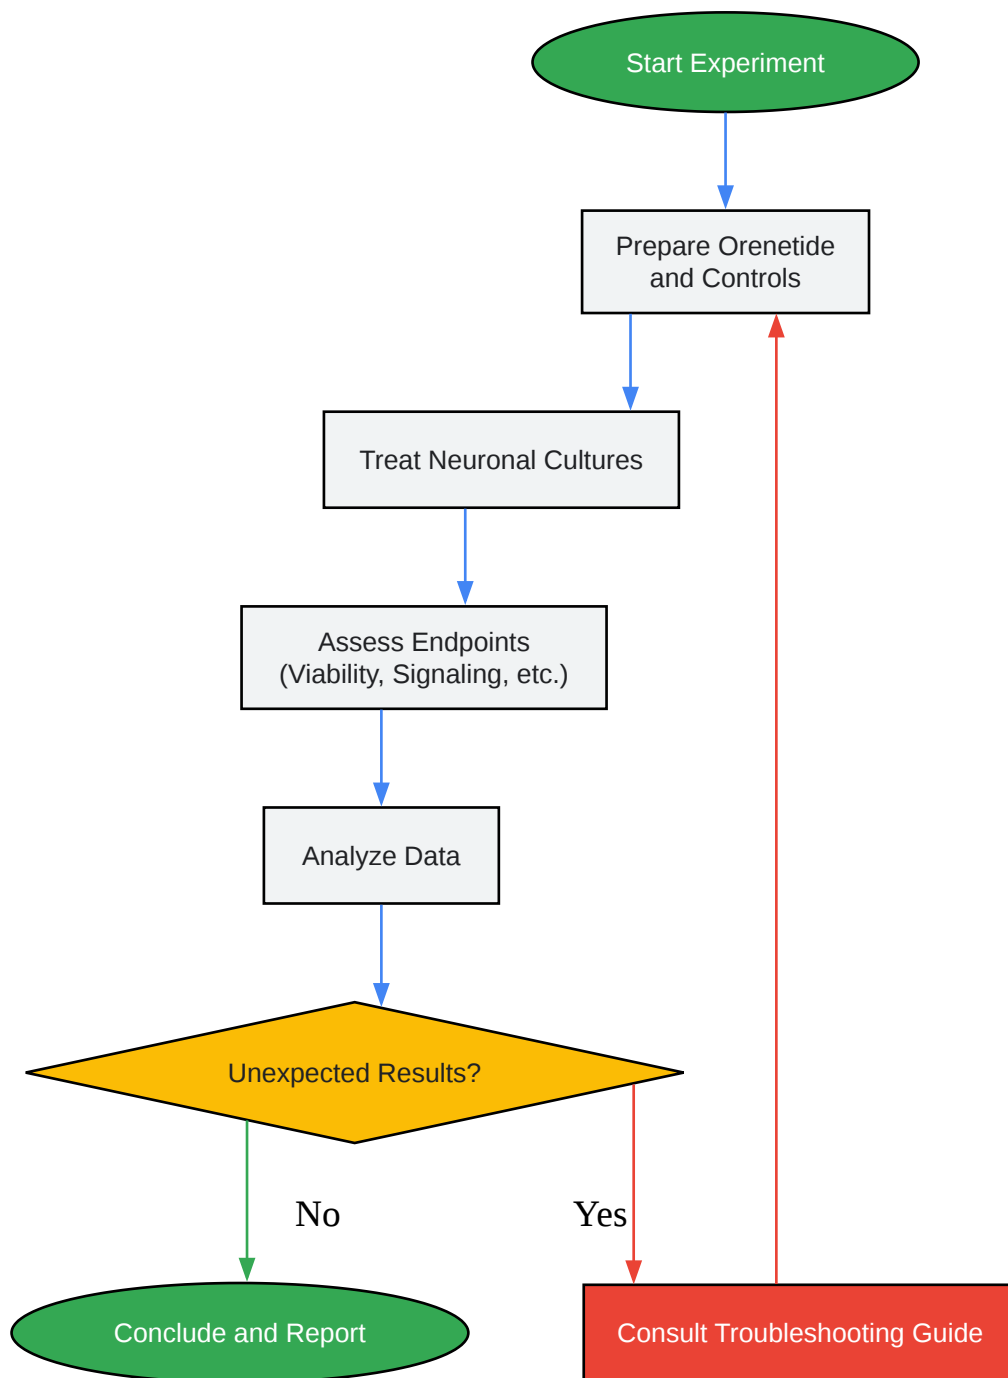 Start Experiment
Prepare Orenetide
and Controls
Treat Neuronal Cultures
Assess Endpoints
(Viability, Signaling, etc.)
Analyze Data
Unexpected Results?
No
Yes
Conclude and Report
Consult Troubleshooting Guide